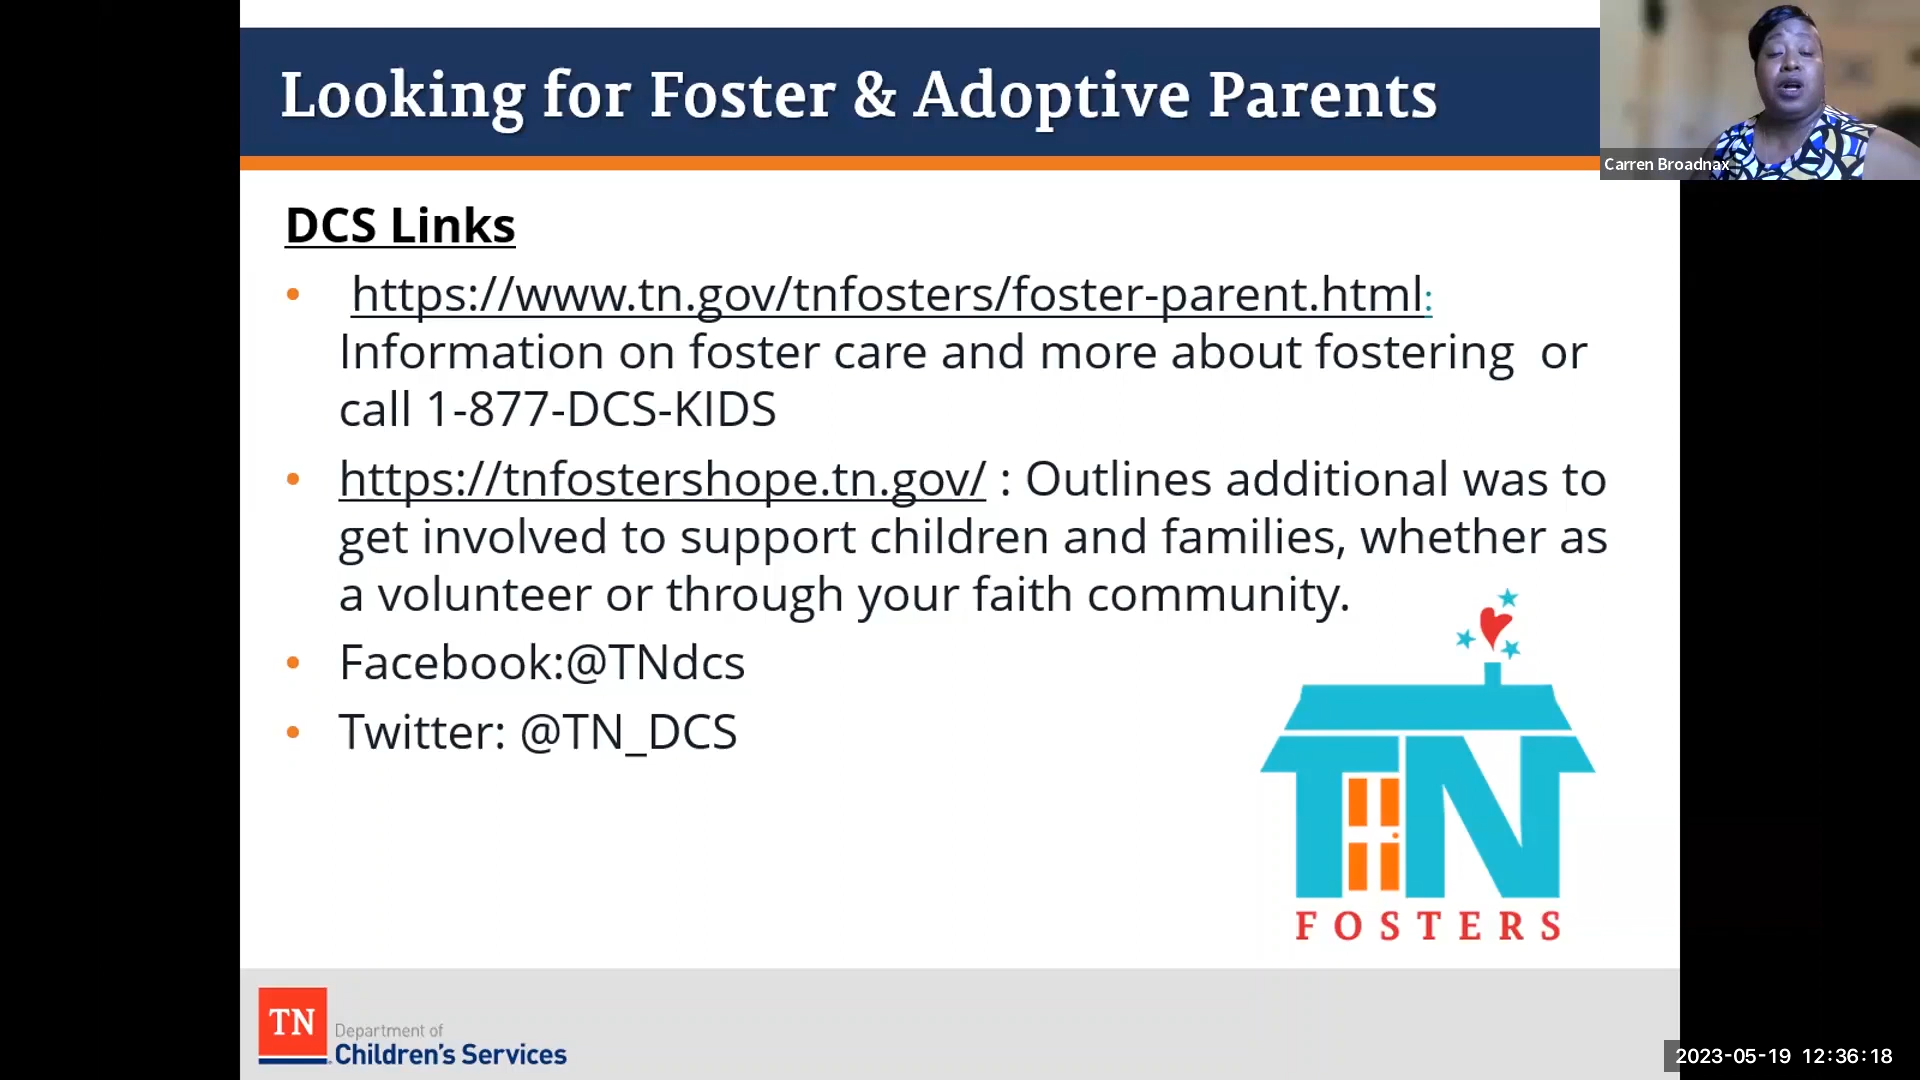 Looking for Foster & Adoptive Parents
Carren Broadnax
DCS Links
• https://www.tn.gov/tnfosters/foster-parent.html:
Information on foster care and more about fostering or
call 1-877-DCS-KIDS
• https://tnfostershope.tn.gov/ : Outlines additional was to
get involved to support children and families, whether as
a volunteer or through your faith community.
• Facebook:@TNdcs
• Twitter: @TN_DCS
TN
FOSTERS
TN
Department of
Children's Services
2023-05-19 12:36:18